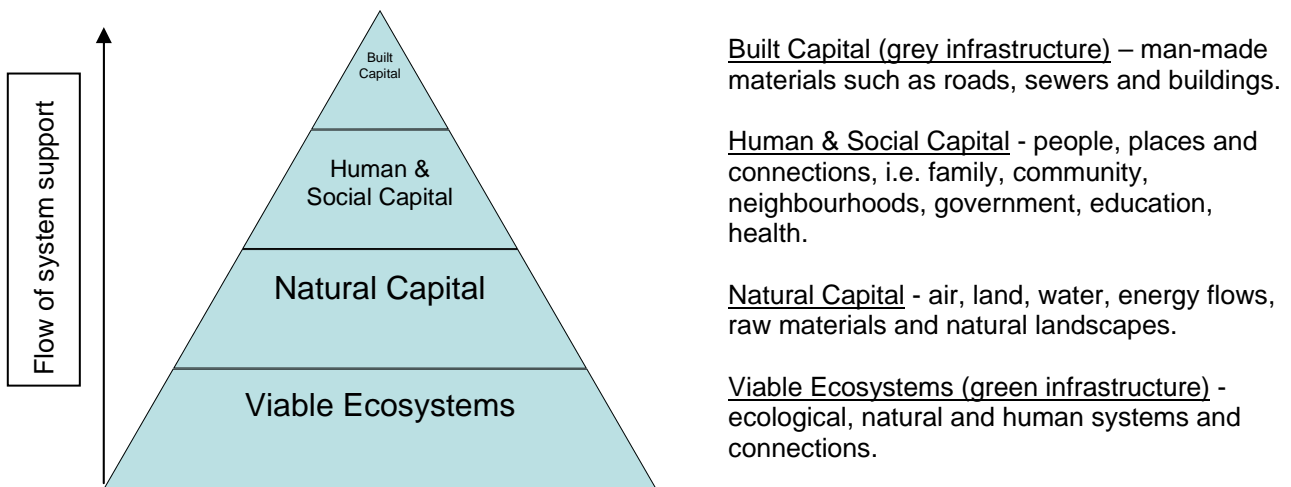 Flow of system support
Built
Capital
Human &
Social Capital
Natural Capital
Viable Ecosystems
Built Capital (grey infrastructure) – man-made
materials such as roads, sewers and buildings.
Human & Social Capital - people, places and
connections, i.e. family, community,
neighbourhoods, government, education,
health.
Natural Capital - air, land, water, energy flows,
raw materials and natural landscapes.
Viable Ecosystems (green infrastructure) -
ecological, natural and human systems and
connections.